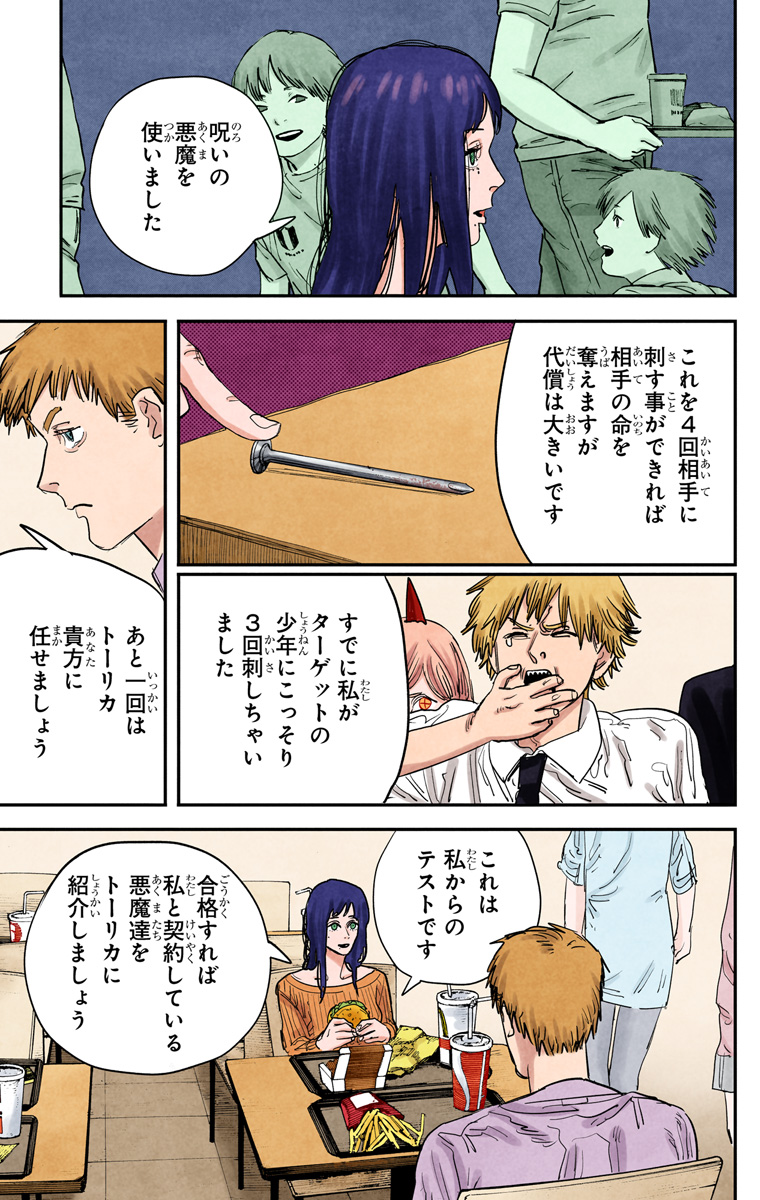 呪いの
悪魔を
使いました
これを4回相手に
刺す事ができれば
相手の命を
奪えますが
代償は大きいです
すでに私が
ターゲットの
少年にこっそり
3回刺しちゃい
ました
あと一回は
トーリカ
貴方に
任せましょう
これは
私からの
テストです
合格すれば
私と契約している
悪魔達を
トーリカに
紹介しましょう